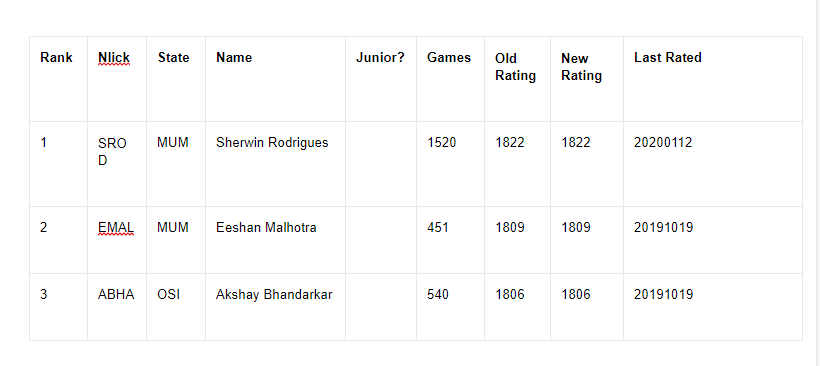 Rank Nlick State Name Junior? Games Old Rating New Rating Last Rated
1 SROD MUM Sherwin Rodrigues 1520 1822 1822 20200112
2 EMAL MUM Eeshan Malhotra 451 1809 1809 20191019
3 ABHA OSI Akshay Bhandarkar 540 1806 1806 20191019